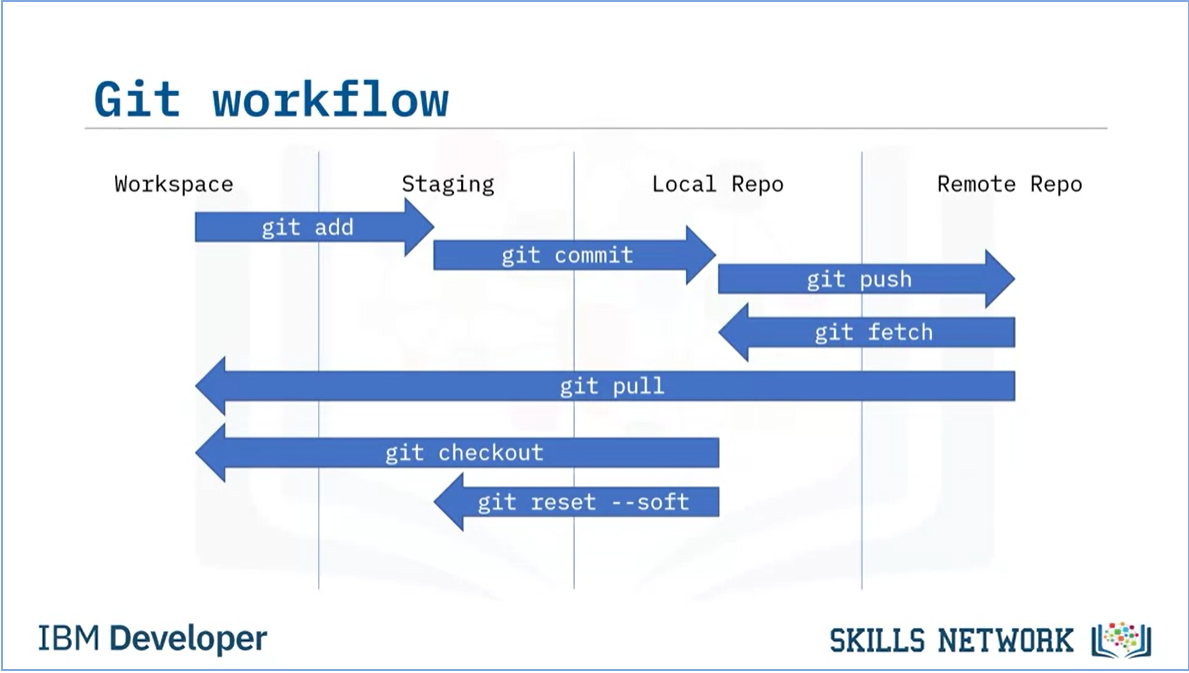 Git workflow
Workspace
Staging
Local Repo
Remote Repo
git add
git commit
git push
git fetch
git pull
git checkout
git reset --soft
IBM Developer
SKILLS NETWORK